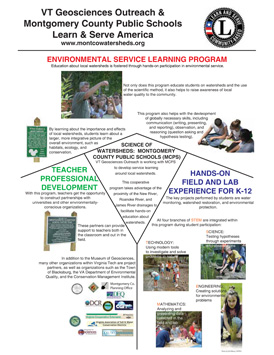 VT Geosciences Outreach &
Montgomery County Public Schools
Learn & Serve America
www.montcowatersheds.org
ENVIRONMENTAL SERVICE LEARNING PROGRAM
Education about local watersheds is fostered through hands-on participation in environmental service.
Not only does this program educate students on watersheds and the use
of the scientific method, it also helps to raise awareness of local
water quality to the community.
This program also helps with the development
of globally necessary skills, including
communication (writing, presenting,
and reporting), observation, and
reasoning (question asking and
hypothesis testing).
By learning about the importance and effects
of local watersheds, students learn about a
larger, more integrative picture of the
overall environment, such as
habitats, ecology, and
conservation.
SCIENCE OF
WATERSHEDS: MONTGOMERY
COUNTY PUBLIC SCHOOLS (MCPS)
VT Geosciences Outreach is working with MCPS
to develop service learning
around local watersheds.
This cooperative
program takes advantage of the
proximity of the New River,
Roanoke River, and
James River drainages to
facilitate hands-on
education about
watersheds.
TEACHER
PROFESSIONAL
DEVELOPMENT
With this program, teachers get the opportunity
to construct partnerships with
universities and other environmentally-
conscious organizations.
These partners can provide
support to teachers both in
the classroom and out in the
field.
HANDS-ON
FIELD AND LAB
EXPERIENCE FOR K-12
The key projects performed by students are water
monitoring, watershed restoration, and environmental
protection.
All four branches of STEM are integrated within
this program during student participation:
SCIENCE:
Testing hypotheses
through experiments
TECHNOLOGY:
Using modern tools
to investigate and solve
ENGINEERING:
Creating solutions
for environmental
problems
MATHEMATICS:
Analyzing and
In addition to the Museum of Geosciences,
many other organizations within Virginia Tech are project
partners, as well as organizations such as the Town
of Blacksburg, the VA Department of Environmental
Quality, and the Conservation Management Institute.
Montgomery Co.
Planning Office
DEQ
LEARN AND SERVE
COMMUNITY HEROES
L